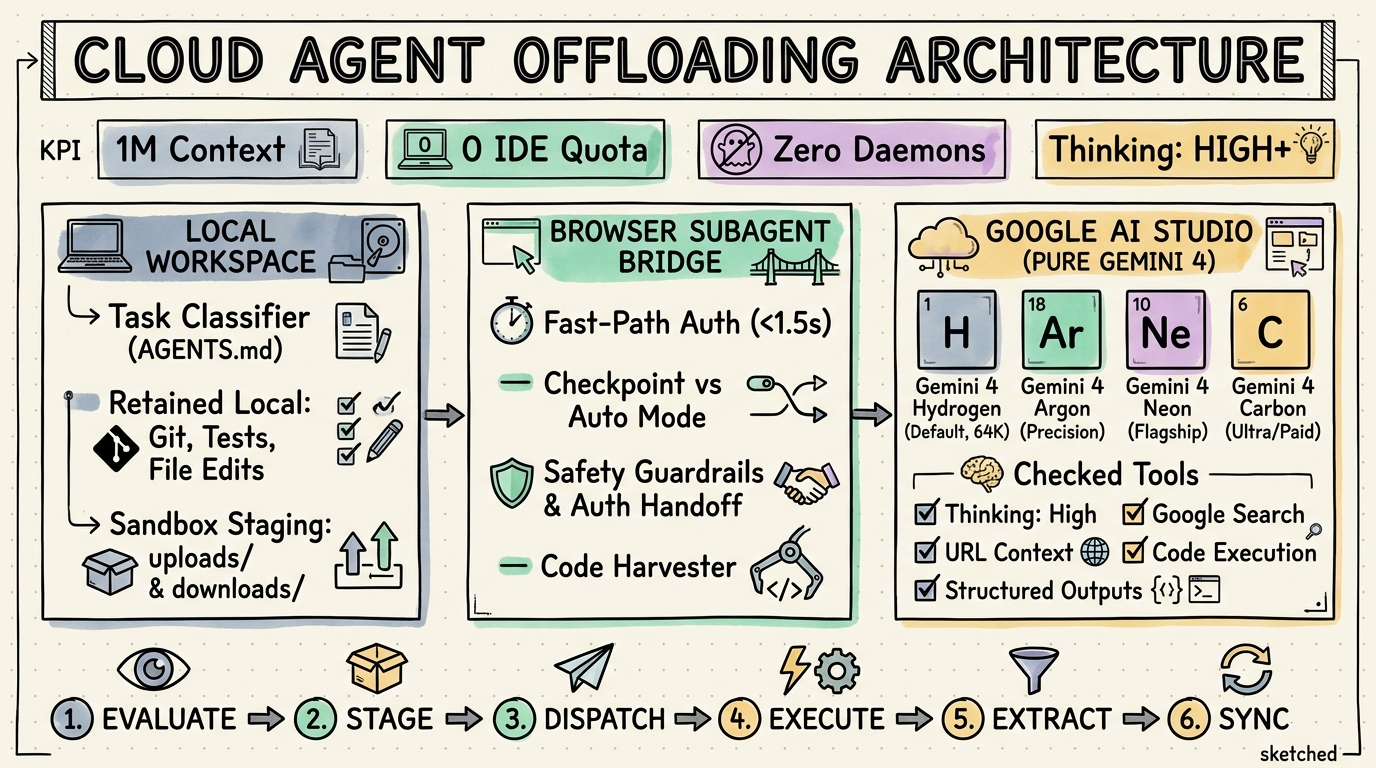 CLOUD AGENT OFFLOADING ARCHITECTURE
KPI
1M Context
0
0 IDE Quota
Zero Daemons
Thinking: HIGH+
LOCAL
WORKSPACE
Task Classifier
(AGENTS.md)
Retained Local:
Git, Tests,
File Edits
Sandbox Staging:
uploads/
& downloads/
BROWSER SUBAGENT
BRIDGE
Fast-Path Auth (<1.5s)
Checkpoint vs
Auto Mode
Safety Guardrails
& Auth Handoff
Code Harvester
</>
GOOGLE AI STUDIO
(PURE GEMINI 4)
1
H
Gemini 4
Hydrogen
(Default, 64K)
18
Ar
Gemini 4
Argon
(Precision)
10
Ne
Gemini 4
Neon
(Flagship)
6
C
Gemini 4
Carbon
(Ultra/Paid)
Checked Tools
Thinking: High
Google Search
URL Context
Code Execution
Structured Outputs {<>} >_
1. EVALUATE
2. STAGE
3. DISPATCH
4. EXECUTE
5. EXTRACT
6. SYNC
sketched